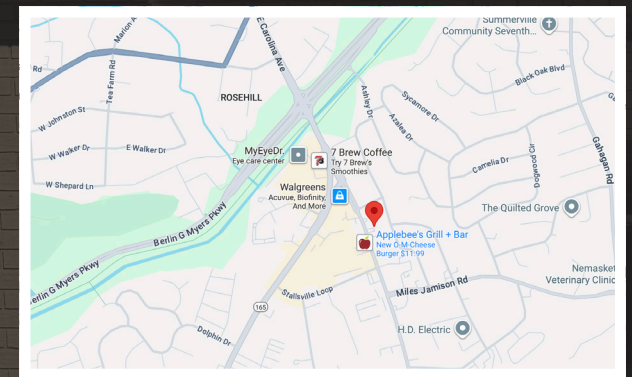 Summerville
Community Seventh...
Marion A
E Carolina Ave
Rd
Tea Farm Rd
Black Oak Blvd
ROSEHILL
Ashley Dr
Sycamore Dr
Azalea Dr
W Johnston St
Gahagan Rd
W Walker Dr
E Walker Dr
MyEyeDr.
Eye care center
7 Brew Coffee
Try 7 Brew's
Smoothies
Camelia Dr
Dogwood Cir
W Shepard Ln
Walgreens
Acuvue, Biofinity,
And More
The Quilted Grove
Berlin G Myers Pkwy
Applebee's Grill + Bar
New O-M-Cheese
Burger $11.99
erlin G Myers Pkwy
Nemasket
Veterinary Clinic
Stallsville Loop
Miles Jamison Rd
165
Dolphin Dr
H.D. Electric